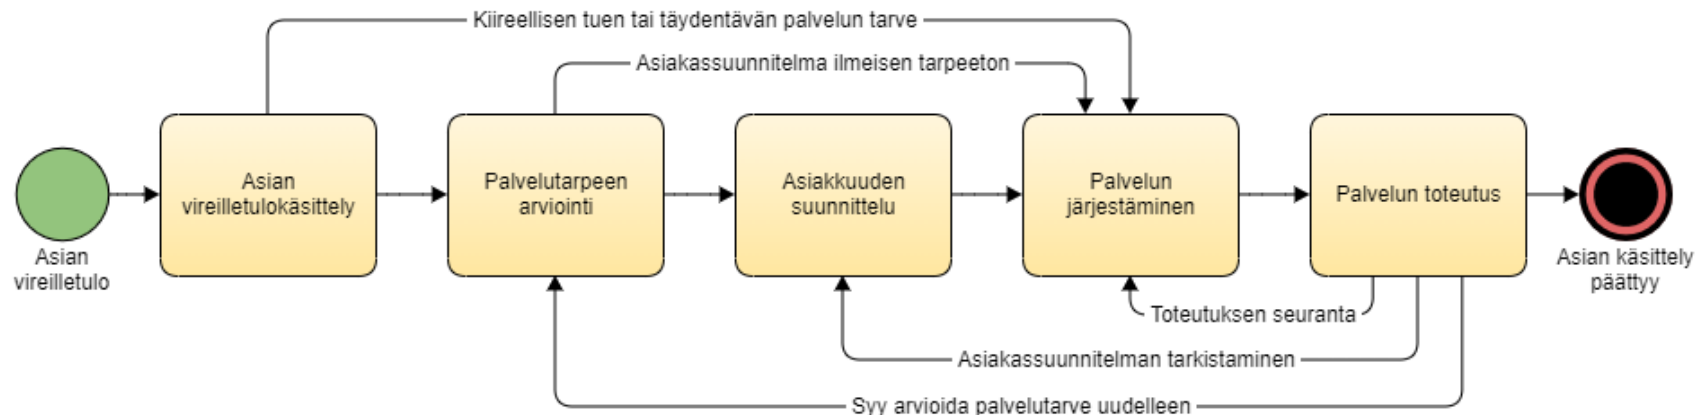 Kiireellisen tuen tai täydentävän palvelun tarve
Asiakassuunnitelma ilmeisen tarpeeton
Asian
vireilletulo
Asian
vireilletulokäsittely
Palvelutarpeen
arviointi
Asiakkuuden
suunnittelu
Palvelun
järjestäminen
Palvelun toteutus
Asian käsittely
päättyy
Toteutuksen seuranta
Asiakassuunnitelman tarkistaminen
Syy arvioida palvelutarve uudelleen